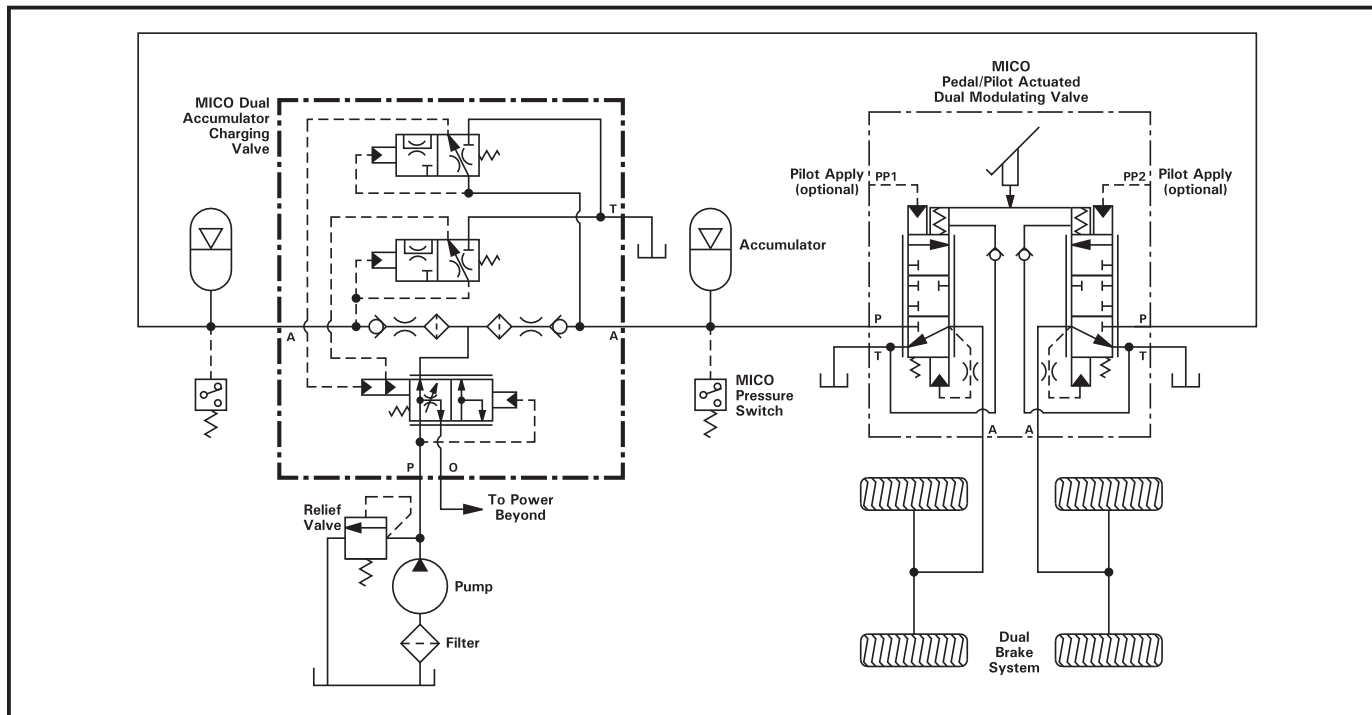 MICO
Pedal/Pilot Actuated
Dual Modulating Valve
MICO Dual
Accumulator
Charging
Valve
Pilot Apply
(optional)
PP1
PP2
Pilot Apply
(optional)
T
Accumulator
A
A
P
T
P
T
MICO
Pressure
Switch
A
A
P
O
To Power
Beyond
Relief
Valve
Pump
Filter
Dual
Brake
System